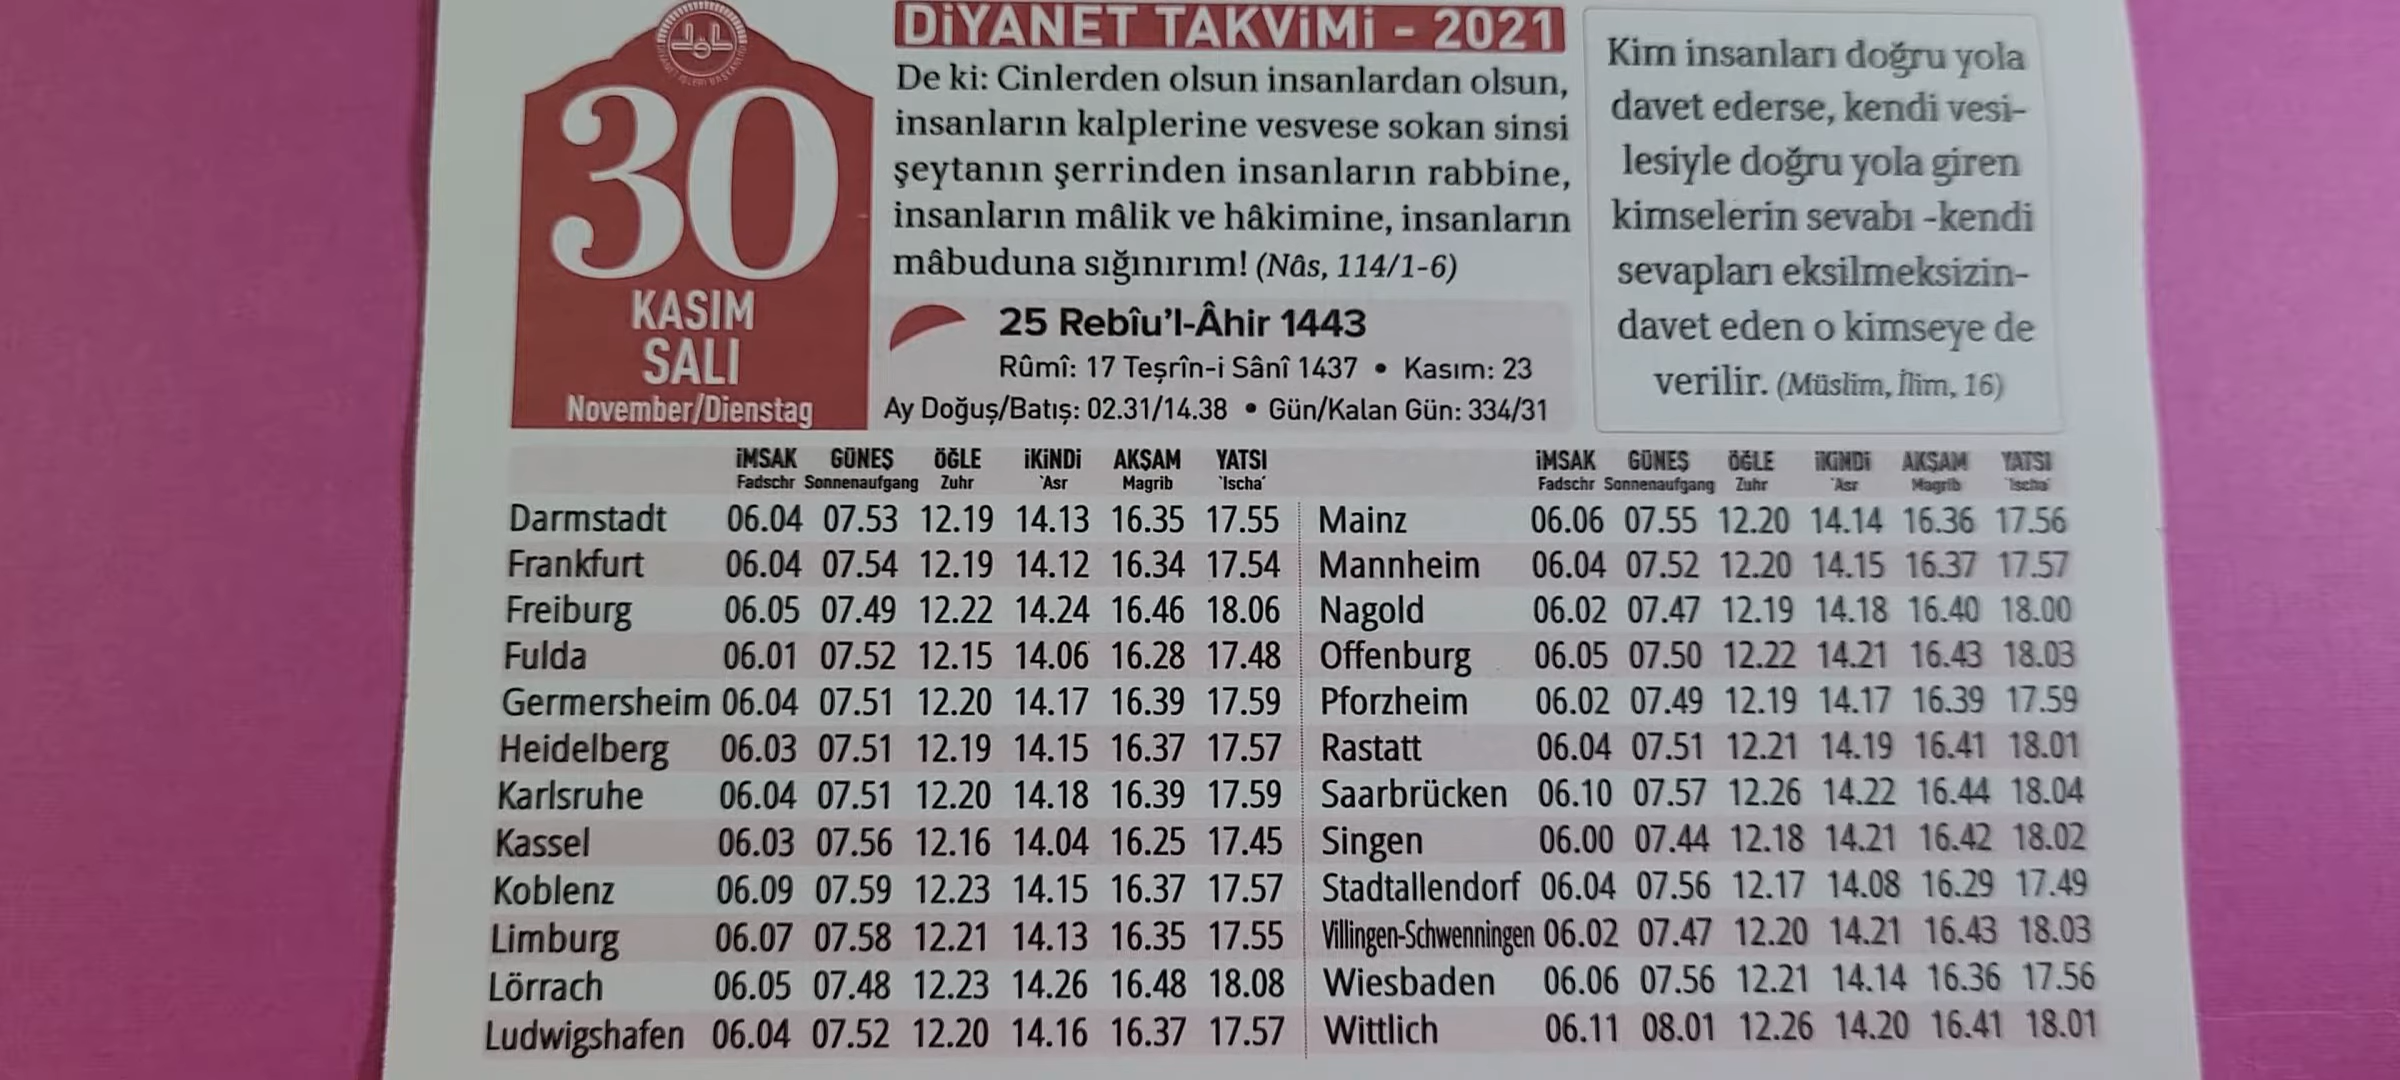 30
KASIM
SALI
November/Dienstag
DİYANET TAKVİMİ - 2021
De ki: Cinlerden olsun insanlardan olsun,
insanların kalplerine vesvese sokan sinsi
şeytanın şerrinden insanların rabbine,
insanların mâlik ve hâkimine, insanların
mâbuduna sığınırım! (Nâs, 114/1-6)
25 Rebîu'l-Âhir 1443
Rûmî: 17 Teşrîn-i Sânî 1437 • Kasım: 23
Ay Doğuş/Batış: 02.31/14.38 • Gün/Kalan Gün: 334/31
Kim insanları doğru yola
davet ederse, kendi vesi-
lesiyle doğru yola giren
kimselerin sevabı -kendi
sevapları eksilmeksizin-
davet eden o kimseye de
verilir. (Müslim, İlim, 16)
İMSAK GÜNEŞ ÖĞLE İKİNDİ AKŞAM YATSI
Fadschr Sonnenaufgang Zuhr `Asr Magrib `Ischa´
Darmstadt 06.04 07.53 12.19 14.13 16.35 17.55
Frankfurt 06.04 07.54 12.19 14.12 16.34 17.54
Freiburg 06.05 07.49 12.22 14.24 16.46 18.06
Fulda 06.01 07.52 12.15 14.06 16.28 17.48
Germersheim 06.04 07.51 12.20 14.17 16.39 17.59
Heidelberg 06.03 07.51 12.19 14.15 16.37 17.57
Karlsruhe 06.04 07.51 12.20 14.18 16.39 17.59
Kassel 06.03 07.56 12.16 14.04 16.25 17.45
Koblenz 06.09 07.59 12.23 14.15 16.37 17.57
Limburg 06.07 07.58 12.21 14.13 16.35 17.55
Lörrach 06.05 07.48 12.23 14.26 16.48 18.08
Ludwigshafen 06.04 07.52 12.20 14.16 16.37 17.57
İMSAK GÜNEŞ ÖĞLE İKİNDİ AKŞAM YATSI
Fadschr Sonnenaufgang Zuhr `Asr Magrib `Ischa´
Mainz 06.06 07.55 12.20 14.14 16.36 17.56
Mannheim 06.04 07.52 12.20 14.15 16.37 17.57
Nagold 06.02 07.47 12.19 14.18 16.40 18.00
Offenburg 06.05 07.50 12.22 14.21 16.43 18.03
Pforzheim 06.02 07.49 12.19 14.17 16.39 17.59
Rastatt 06.04 07.51 12.21 14.19 16.41 18.01
Saarbrücken 06.10 07.57 12.26 14.22 16.44 18.04
Singen 06.00 07.44 12.18 14.21 16.42 18.02
Stadtallendorf 06.04 07.56 12.17 14.08 16.29 17.49
Villingen-Schwenningen 06.02 07.47 12.20 14.21 16.43 18.03
Wiesbaden 06.06 07.56 12.21 14.14 16.36 17.56
Wittlich 06.11 08.01 12.26 14.20 16.41 18.01